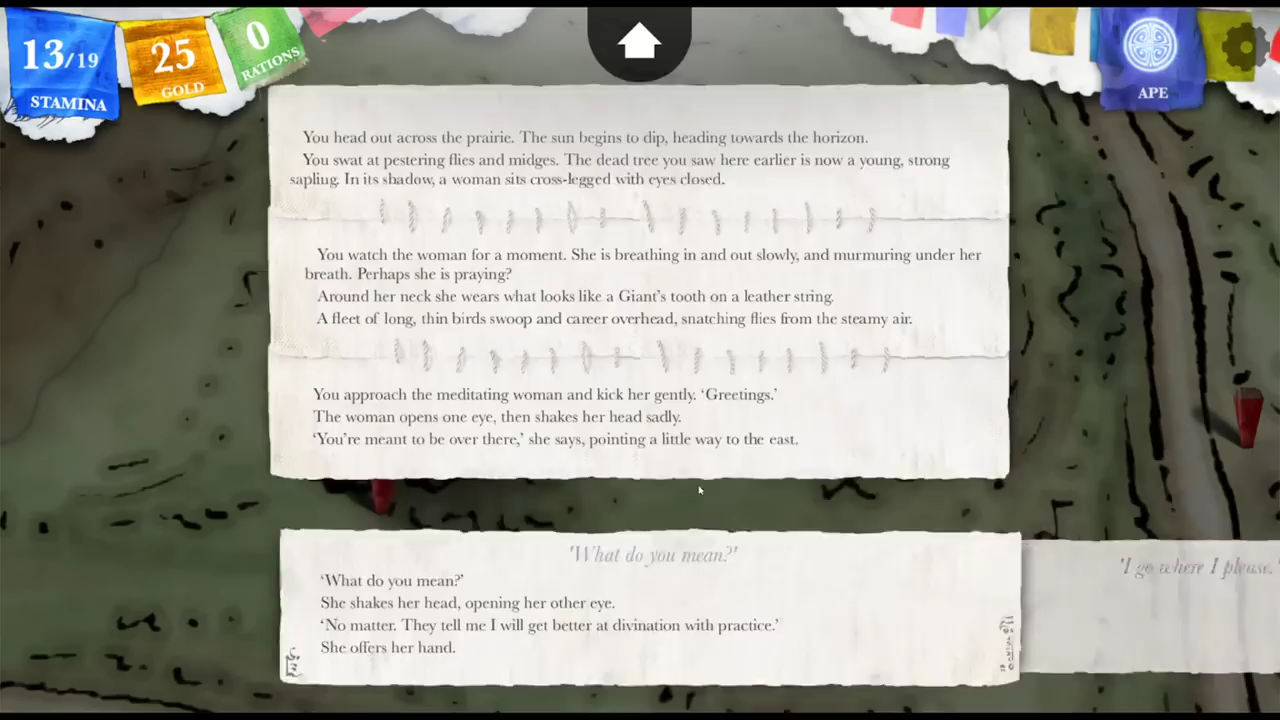 13/19
STAMINA
25
GOLD
0
RATIONS
APE
You head out across the prairie. The sun begins to dip, heading towards the horizon.
You swat at pestering flies and midges. The dead tree you saw here earlier is now a young, strong
sapling. In its shadow, a woman sits cross-legged with eyes closed.
You watch the woman for a moment. She is breathing in and out slowly, and murmuring under her
breath. Perhaps she is praying?
Around her neck she wears what looks like a Giant's tooth on a leather string.
A fleet of long, thin birds swoop and career overhead, snatching flies from the steamy air.
You approach the meditating woman and kick her gently. ‘Greetings.’
The woman opens one eye, then shakes her head sadly.
‘You're meant to be over there,’ she says, pointing a little way to the east.
'What do you mean?'
‘What do you mean?’
She shakes her head, opening her other eye.
‘No matter. They tell me I will get better at divination with practice.’
She offers her hand.
'I go where I please.'